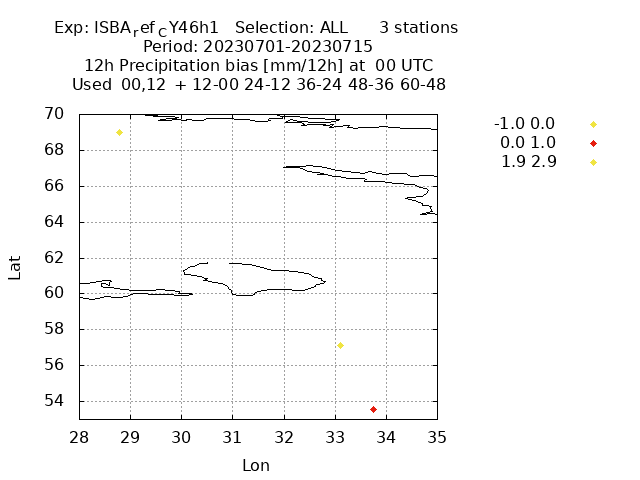 Exp: ISBAref CY46h1 Selection: ALL 3 stations
Period: 20230701-20230715
12h Precipitation bias [mm/12h] at 00 UTC
Used 00,12 + 12-00 24-12 36-24 48-36 60-48
-1.0 0.0
0.0 1.0
1.9 2.9
70
68
66
64
62
60
58
56
54
Lat
28 29 30 31 32 33 34 35
Lon